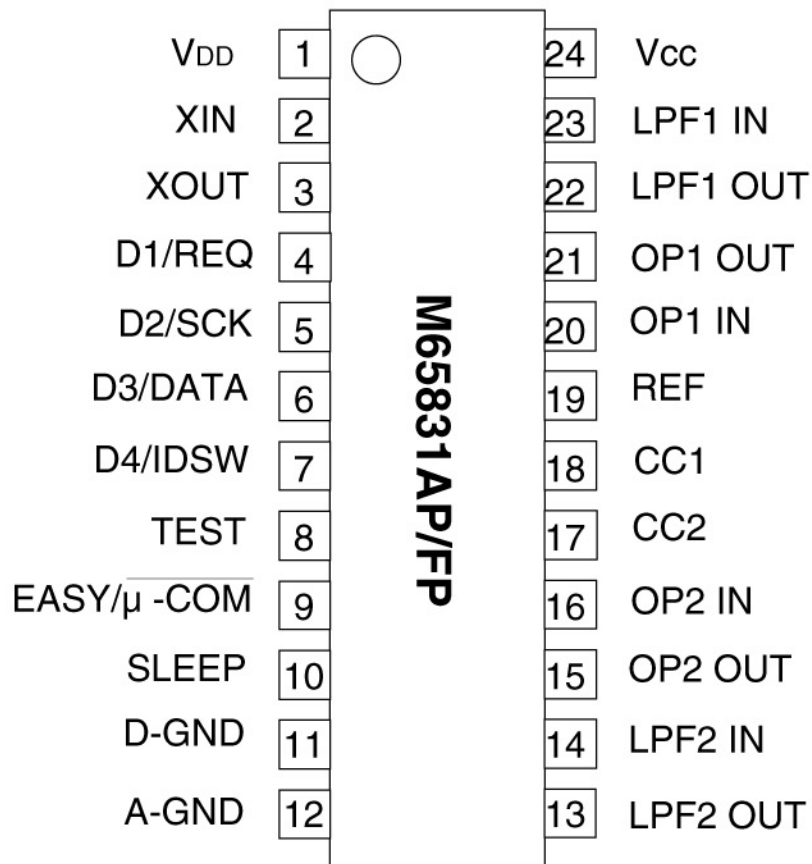 VDD 1 24 Vcc
XIN 2 23 LPF1 IN
XOUT 3 22 LPF1 OUT
D1/REQ 4 21 OP1 OUT
D2/SCK 5 20 OP1 IN
D3/DATA 6 19 REF
D4/IDSW 7 18 CC1
TEST 8 17 CC2
EASY/µ -COM 9 16 OP2 IN
SLEEP 10 15 OP2 OUT
D-GND 11 14 LPF2 IN
A-GND 12 13 LPF2 OUT
M65831AP/FP